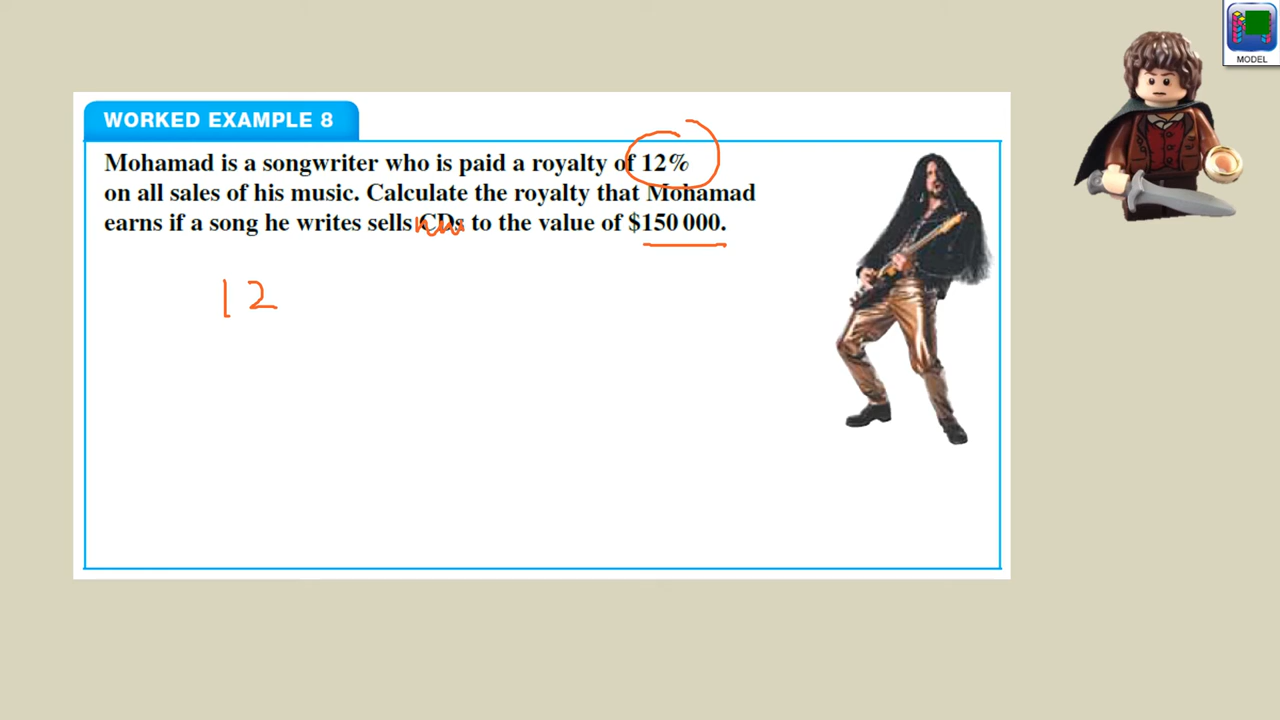 MODEL
WORKED EXAMPLE 8
Mohamad is a songwriter who is paid a royalty of 12%
on all sales of his music. Calculate the royalty that Mohamad
earns if a song he writes sells CDs to the value of $150 000.
12